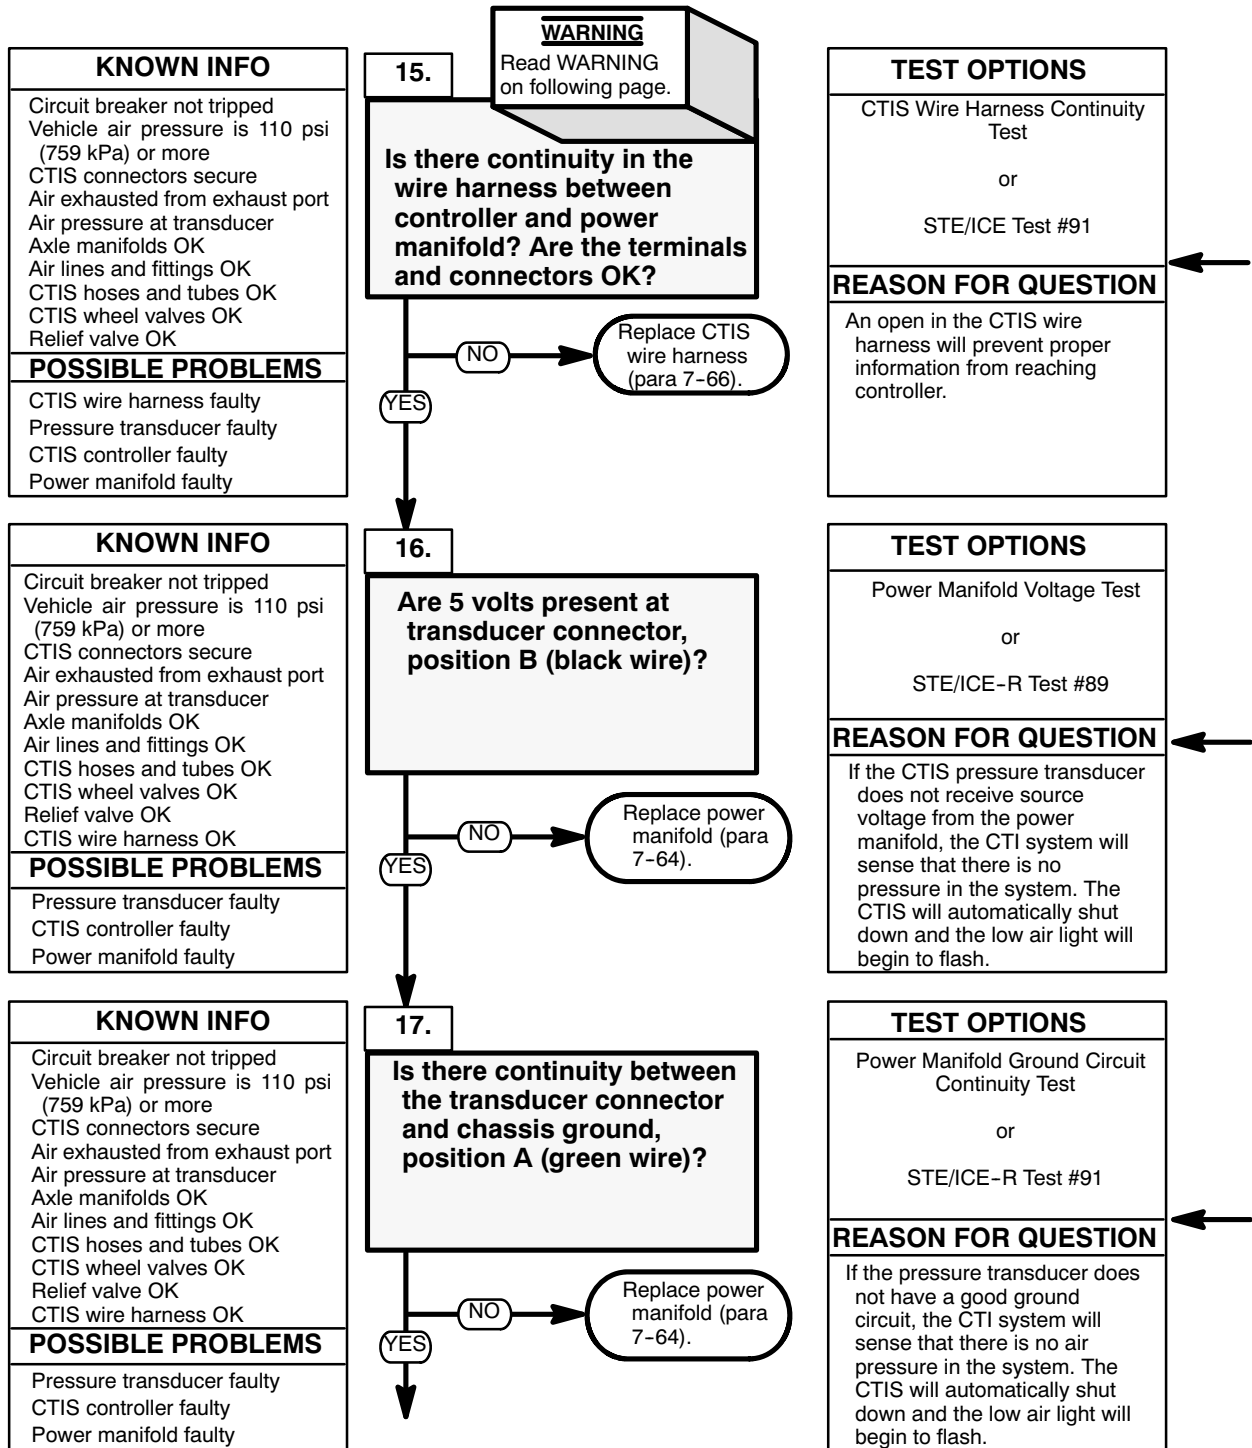 KNOWN INFO
Circuit breaker not tripped
Vehicle air pressure is 110 psi
(759 kPa) or more
CTIS connectors secure
Air exhausted from exhaust port
Air pressure at transducer
Axle manifolds OK
Air lines and fittings OK
CTIS hoses and tubes OK
CTIS wheel valves OK
Relief valve OK
POSSIBLE PROBLEMS
CTIS wire harness faulty
Pressure transducer faulty
CTIS controller faulty
Power manifold faulty
WARNING
Read WARNING
on following page.
15.
Is there continuity in the
wire harness between
controller and power
manifold? Are the terminals
and connectors OK?
NO
Replace CTIS
wire harness
(para 7-66).
YES
TEST OPTIONS
CTIS Wire Harness Continuity
Test
or
STE/ICE Test #91
REASON FOR QUESTION
An open in the CTIS wire
harness will prevent proper
information from reaching
controller.
KNOWN INFO
Circuit breaker not tripped
Vehicle air pressure is 110 psi
(759 kPa) or more
CTIS connectors secure
Air exhausted from exhaust port
Air pressure at transducer
Axle manifolds OK
Air lines and fittings OK
CTIS hoses and tubes OK
CTIS wheel valves OK
Relief valve OK
CTIS wire harness OK
POSSIBLE PROBLEMS
Pressure transducer faulty
CTIS controller faulty
Power manifold faulty
16.
Are 5 volts present at
transducer connector,
position B (black wire)?
NO
Replace power
manifold (para
7-64).
YES
TEST OPTIONS
Power Manifold Voltage Test
or
STE/ICE-R Test #89
REASON FOR QUESTION
If the CTIS pressure transducer
does not receive source
voltage from the power
manifold, the CTI system will
sense that there is no
pressure in the system. The
CTIS will automatically shut
down and the low air light will
begin to flash.
KNOWN INFO
Circuit breaker not tripped
Vehicle air pressure is 110 psi
(759 kPa) or more
CTIS connectors secure
Air exhausted from exhaust port
Air pressure at transducer
Axle manifolds OK
Air lines and fittings OK
CTIS hoses and tubes OK
CTIS wheel valves OK
Relief valve OK
CTIS wire harness OK
POSSIBLE PROBLEMS
Pressure transducer faulty
CTIS controller faulty
Power manifold faulty
17.
Is there continuity between
the transducer connector
and chassis ground,
position A (green wire)?
NO
Replace power
manifold (para
7-64).
YES
TEST OPTIONS
Power Manifold Ground Circuit
Continuity Test
or
STE/ICE-R Test #91
REASON FOR QUESTION
If the pressure transducer does
not have a good ground
circuit, the CTI system will
sense that there is no air
pressure in the system. The
CTIS will automatically shut
down and the low air light will
begin to flash.